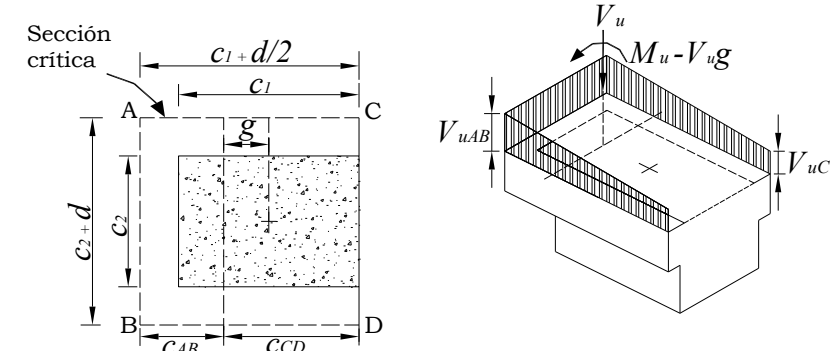 Sección
crítica
c1 + d/2
c1
A
C
g
c2 + d
c2
B
D
cAB
cCD
Vu
Mu - Vug
VuAB
VuC